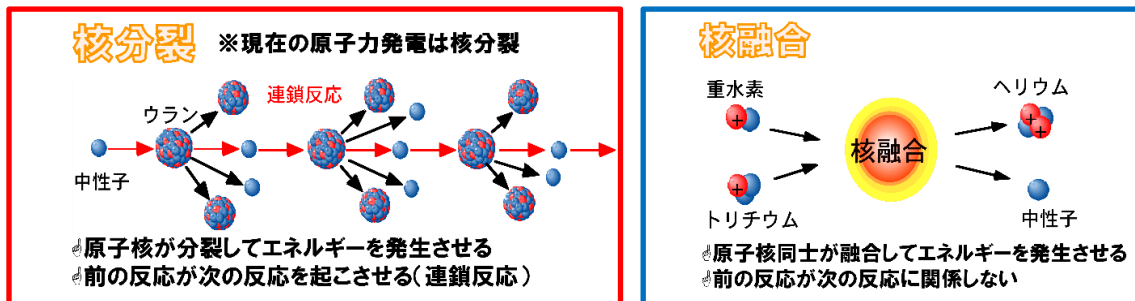 核分裂 ※現在の原子力発電は核分裂
連鎖反応
ウラン
中性子
☝原子核が分裂してエネルギーを発生させる
☝前の反応が次の反応を起こさせる(連鎖反応)
核融合
重水素
ヘリウム
+
+
+
核融合
+
トリチウム
中性子
☝原子核同士が融合してエネルギーを発生させる
☝前の反応が次の反応に関係しない